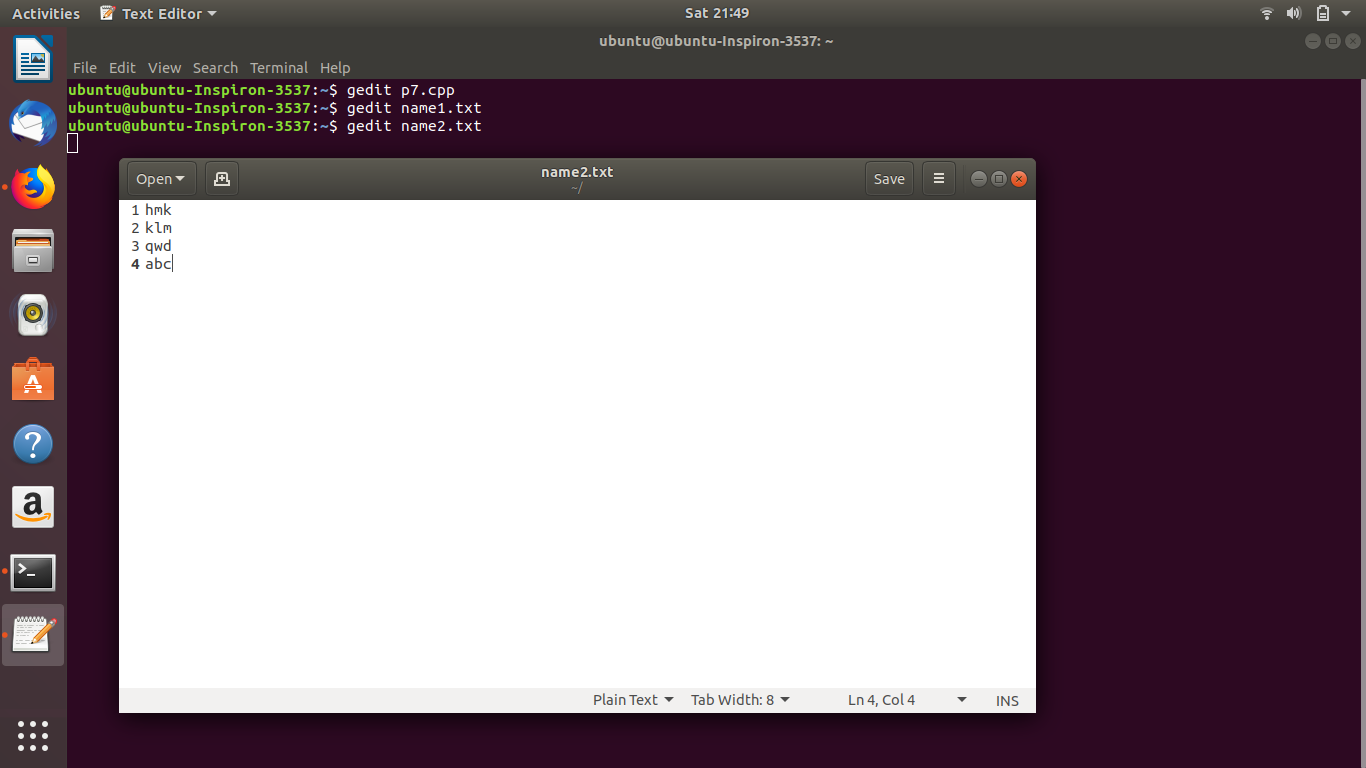 Activities Text Editor Sat 21:49
ubuntu@ubuntu-Inspiron-3537: ~
File Edit View Search Terminal Help
ubuntu@ubuntu-Inspiron-3537:~$ gedit p7.cpp
ubuntu@ubuntu-Inspiron-3537:~$ gedit name1.txt
ubuntu@ubuntu-Inspiron-3537:~$ gedit name2.txt
Open name2.txt Save
~/
1 hmk
2 klm
3 qwd
4 abc
Plain Text Tab Width: 8 Ln 4, Col 4 INS